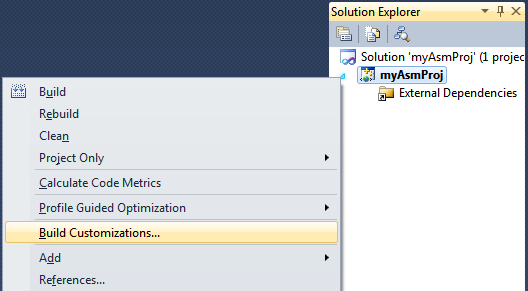 Solution Explorer
Solution 'myAsmProj' (1 projec
myAsmProj
External Dependencies
Build
Rebuild
Clean
Project Only
Calculate Code Metrics
Profile Guided Optimization
Build Customizations...
Add
References...